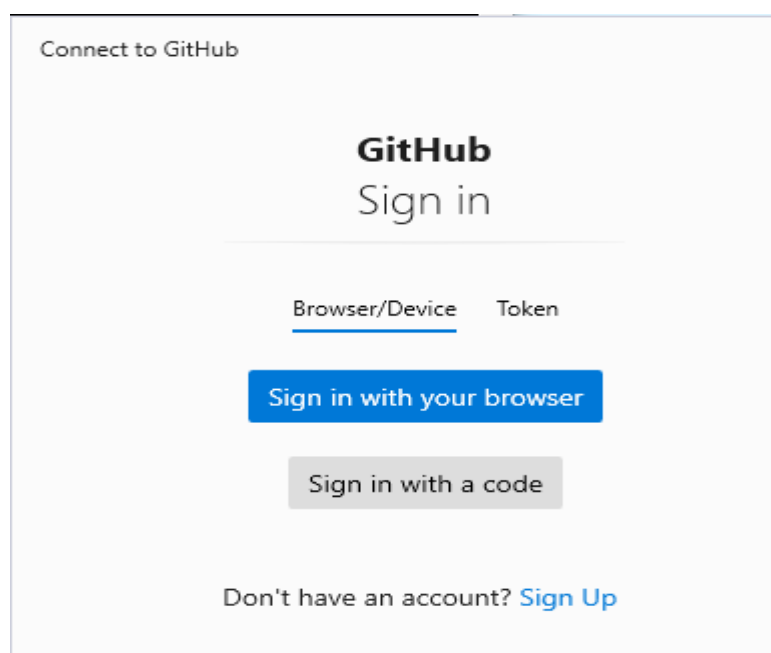 Connect to GitHub
GitHub
Sign in
Browser/Device Token
Sign in with your browser
Sign in with a code
Don't have an account? Sign Up